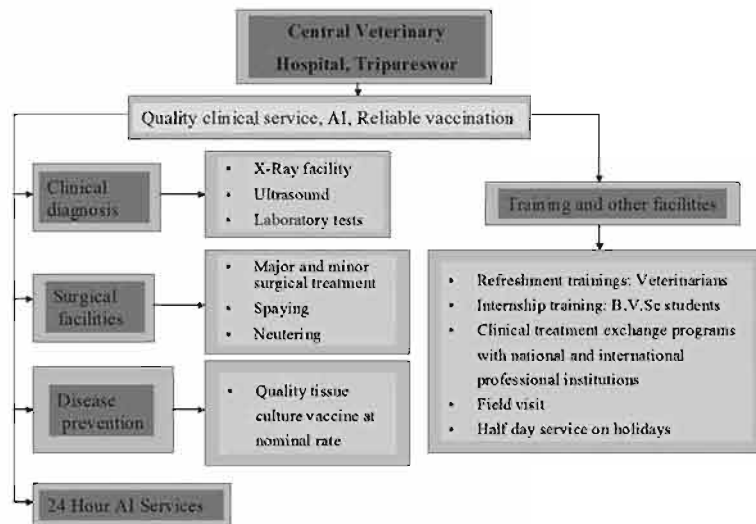 Central Veterinary
Hospital, Tripureswor
Quality clinical service, AI, Reliable vaccination
Clinical
diagnosis
• X-Ray facility
• Ultrasound
• Laboratory tests
Surgical
facilities
• Major and minor
surgical treatment
• Spaying
• Neutering
Disease
prevention
• Quality tissue
culture vaccine at
nominal rate
24 Hour AI Services
Training and other facilities
• Refreshment trainings: Veterinarians
• Internship training: B.V.Sc students
• Clinical treatment exchange programs
with national and international
professional institutions
• Field visit
• Half day service on holidays